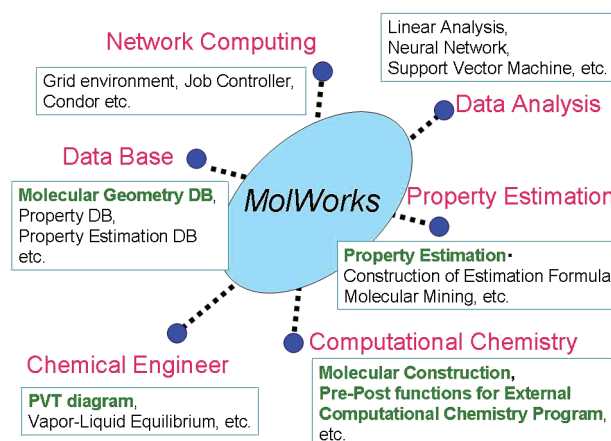 Network Computing
Grid environment, Job Controller,
Condor etc.
Linear Analysis,
Neural Network,
Support Vector Machine, etc.
Data Analysis
Data Base
Molecular Geometry DB,
Property DB,
Property Estimation DB
etc.
MolWorks
Property Estimation
Property Estimation·
Construction of Estimation Formula
Molecular Mining, etc.
Chemical Engineer
PVT diagram,
Vapor-Liquid Equilibrium, etc.
Computational Chemistry
Molecular Construction,
Pre-Post functions for External
Computational Chemistry Program,
etc.